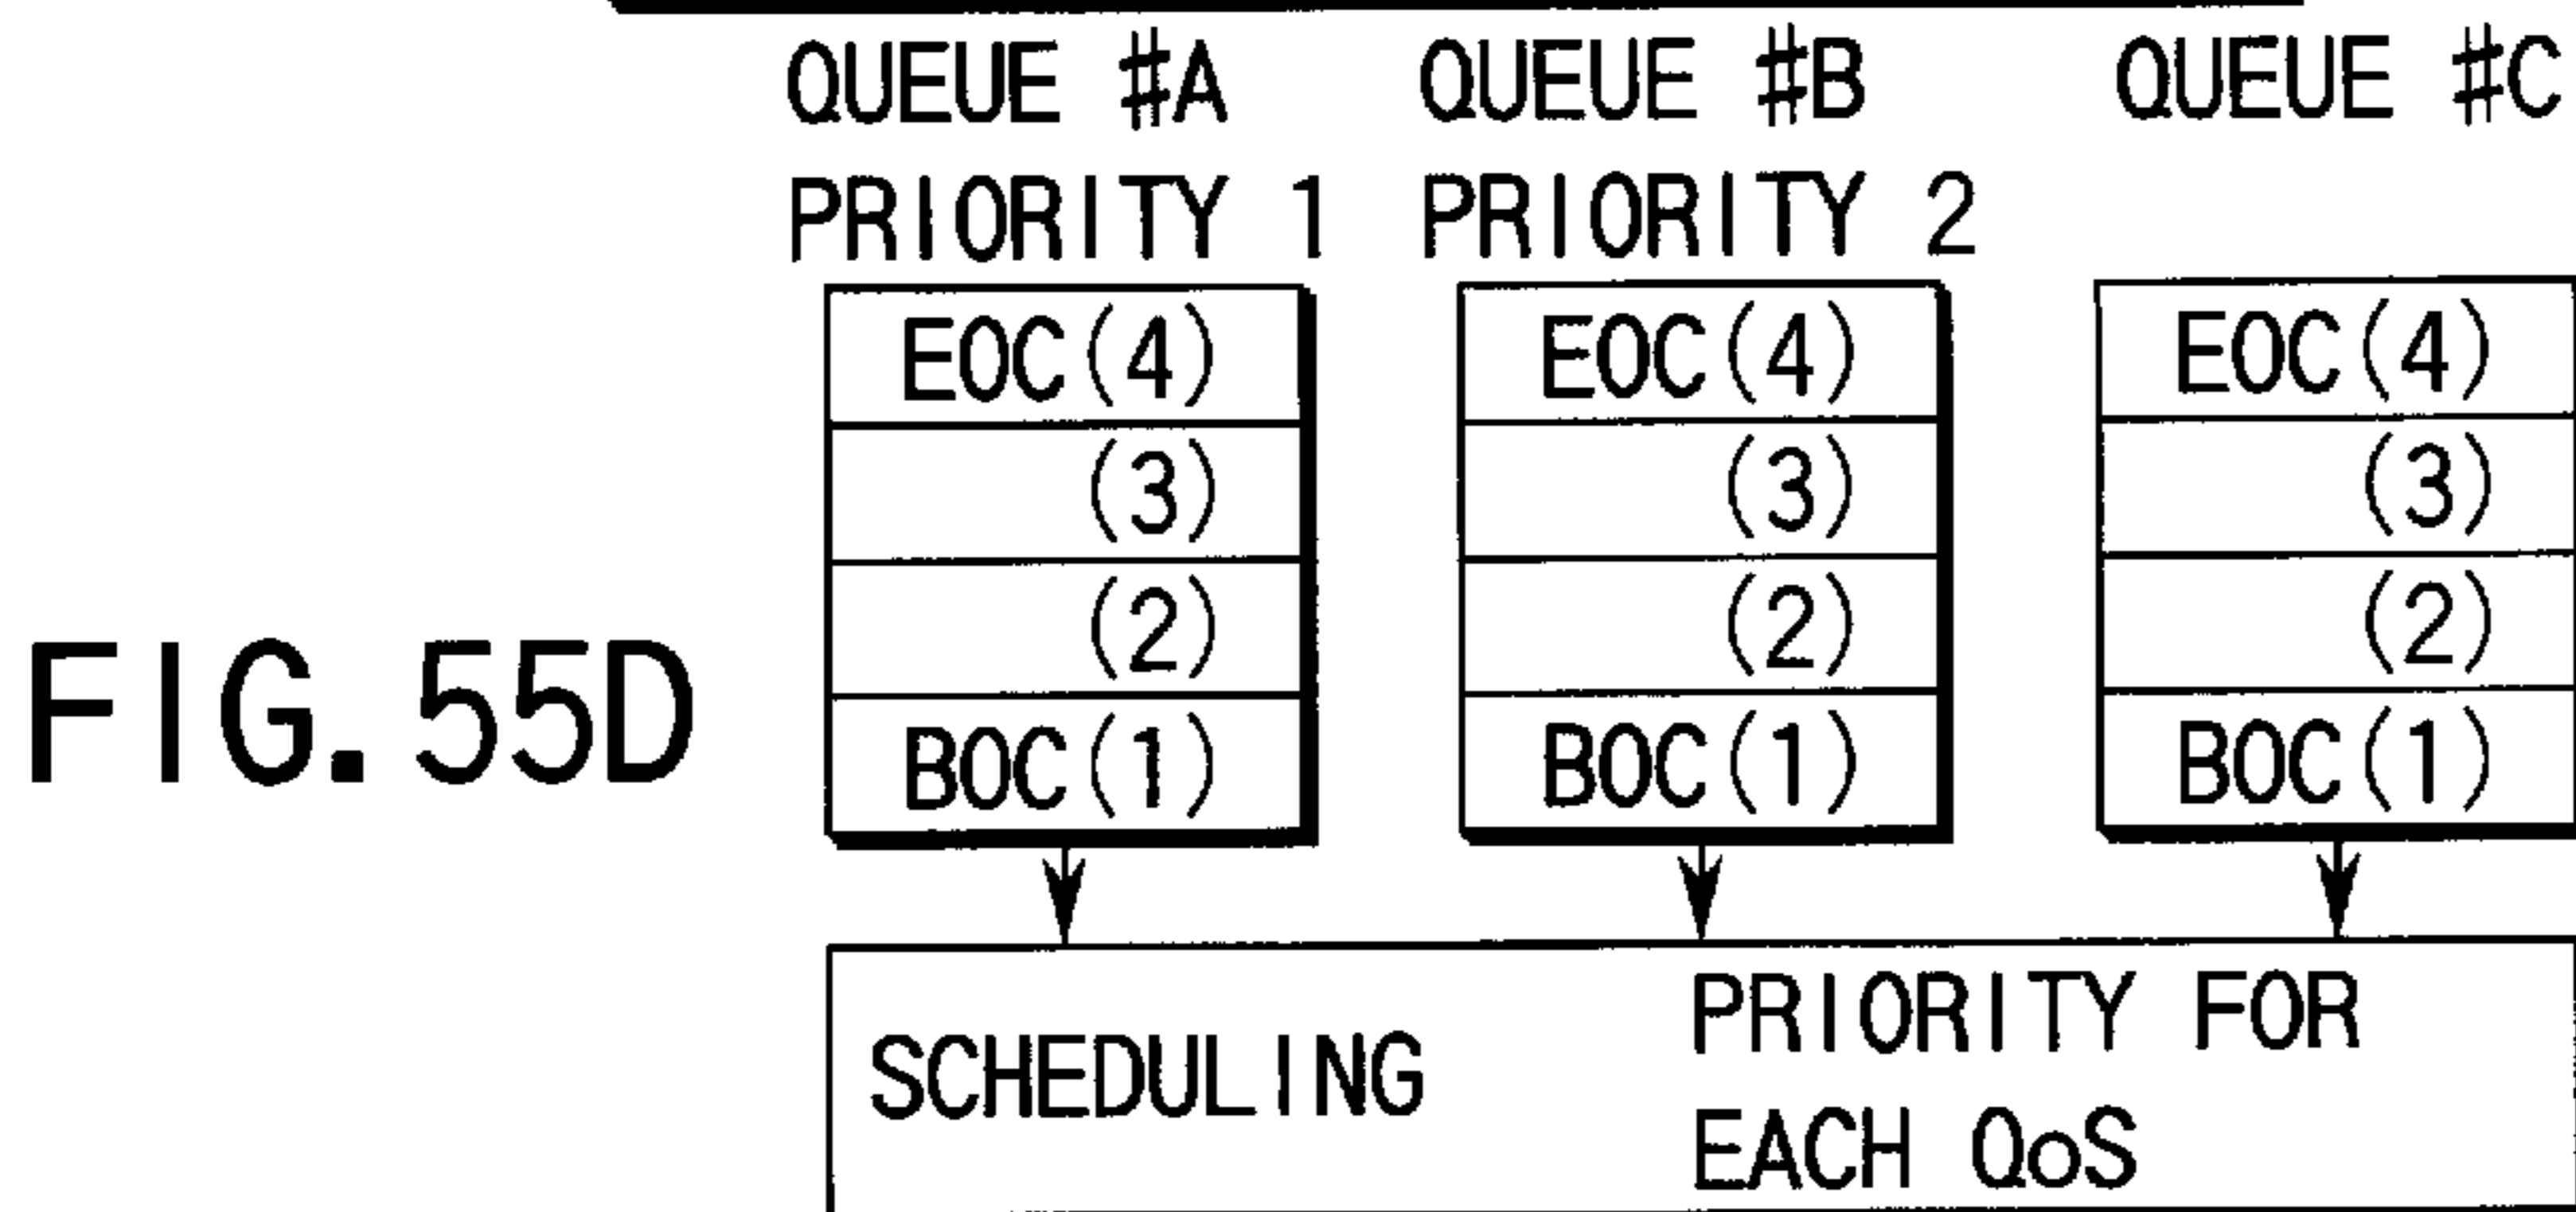 QUEUE #A QUEUE #B QUEUE #C
PRIORITY 1 PRIORITY 2
EOC(4) EOC(4) EOC(4)
(3) (3) (3)
(2) (2) (2)
FIG.55D
BOC(1) BOC(1) BOC(1)
SCHEDULING
PRIORITY FOR
EACH QoS